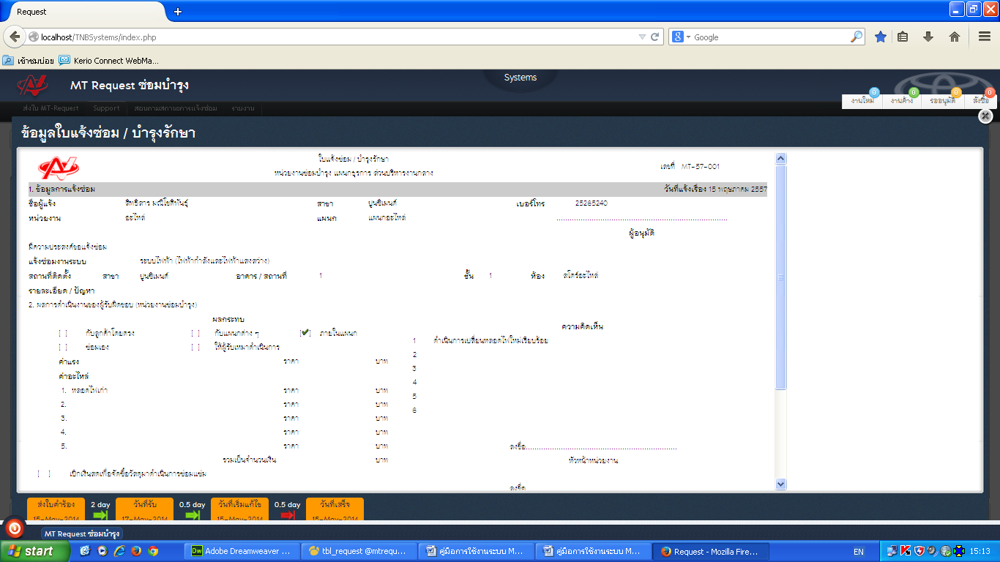 Request
localhost/TNBSystems/index.php
Google
เข้าชมบ่อย Kerio Connect WebMa...
MT Request ซ่อมบำรุง
Systems
ส่งใบ MT-Request Support สอบถามสถานะการแจ้งซ่อม รายงาน
0 0 0 0
งานใหม่ งานค้าง รออนุมัติ สั่งซื้อ
ข้อมูลใบแจ้งซ่อม / บำรุงรักษา
ใบแจ้งซ่อม / บำรุงรักษา
หน่วยงานซ่อมบำรุง แผนกธุรการ ส่วนบริหารงานกลาง
เลขที่ MT-57-001
1. ข้อมูลการแจ้งซ่อม วันที่แจ้งเรื่อง 15 พฤษภาคม 2557
ชื่อผู้แจ้ง สิทธิสาร มณีโชติพันธุ์ สาขา ปูนซิเมนต์ เบอร์โทร 25265240
หน่วยงาน อะไหล่ แผนก แผนกอะไหล่
ผู้อนุมัติ
มีความประสงค์ขอแจ้งซ่อม
แจ้งซ่อมงานระบบ ระบบไฟฟ้า (ไฟฟ้ากำลังและไฟฟ้าแสงสว่าง)
สถานที่ติดตั้ง สาขา ปูนซิเมนต์ อาคาร / สถานที่ 1 ชั้น 1 ห้อง สโตร์อะไหล่
รายละเอียด / ปัญหา
2. ผลการดำเนินงานของผู้รับผิดชอบ (หน่วยงานซ่อมบำรุง)
ผลกระทบ
[ ] กับลูกค้าโดยตรง [ ] กับแผนกต่าง ๆ [✓] ภายในแผนก
[ ] ซ่อมเอง [ ] ให้ผู้รับเหมาดำเนินการ
ค่าแรง ราคา บาท
ค่าอะไหล่
1. หลอดไฟเก่า ราคา บาท
2. ราคา บาท
3. ราคา บาท
4. ราคา บาท
5. ราคา บาท
รวมเป็นจำนวนเงิน บาท
[ ] เบิกเงินสดเพื่อจัดซื้อวัสดุมาดำเนินการซ่อมแซม
ความคิดเห็น
1 ดำเนินการเปลี่ยนหลอดไฟใหม่เรียบร้อย
2
3
4
5
6
ลงชื่อ......................................................................
หัวหน้าหน่วยงาน
ลงชื่อ
ส่งใบคำร้อง 2 day วันที่รับ 0.5 day วันที่เริ่มแก้ไข 0.5 day วันที่เสร็จ
15-May-2014 17-May-2014 15-May-2014 15-May-2014
MT Request ซ่อมบำรุง
start Adobe Dreamweaver ... tbl_request @mtrequ... คู่มือการใช้งานระบบ M... คู่มือการใช้งานระบบ M... Request - Mozilla Fire... EN 15:13